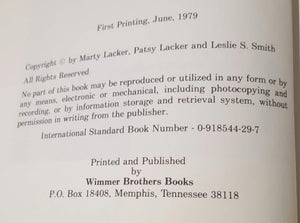 First Printing, June, 1979
Copyright © by Marty Lacker, Patsy Lacker and Leslie S. Smith
All Rights Reserved
No part of this book may be reproduced or utilized in any form or by
any means, electronic or mechanical, including photocopying and
recording, or by information storage and retrieval system, without
permission in writing from the publisher.
International Standard Book Number - 0-918544-29-7
Printed and Published
by
Wimmer Brothers Books
P.O. Box 18408, Memphis, Tennessee 38118